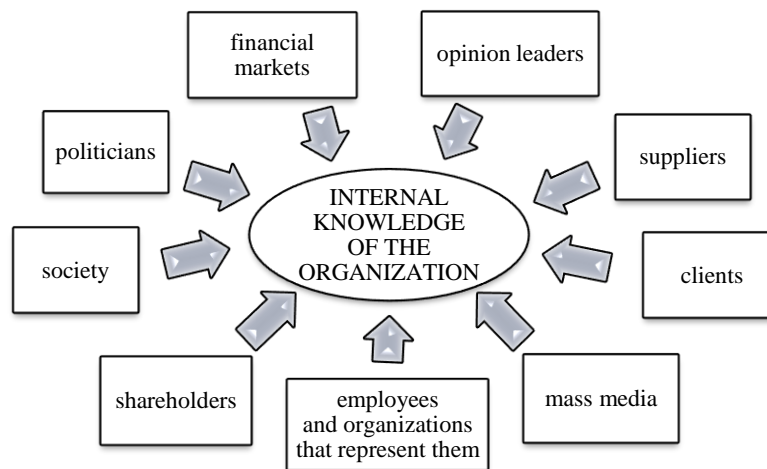 financial
markets
opinion leaders
politicians
suppliers
INTERNAL
KNOWLEDGE
OF THE
ORGANIZATION
society
clients
shareholders
employees
and organizations
that represent them
mass media